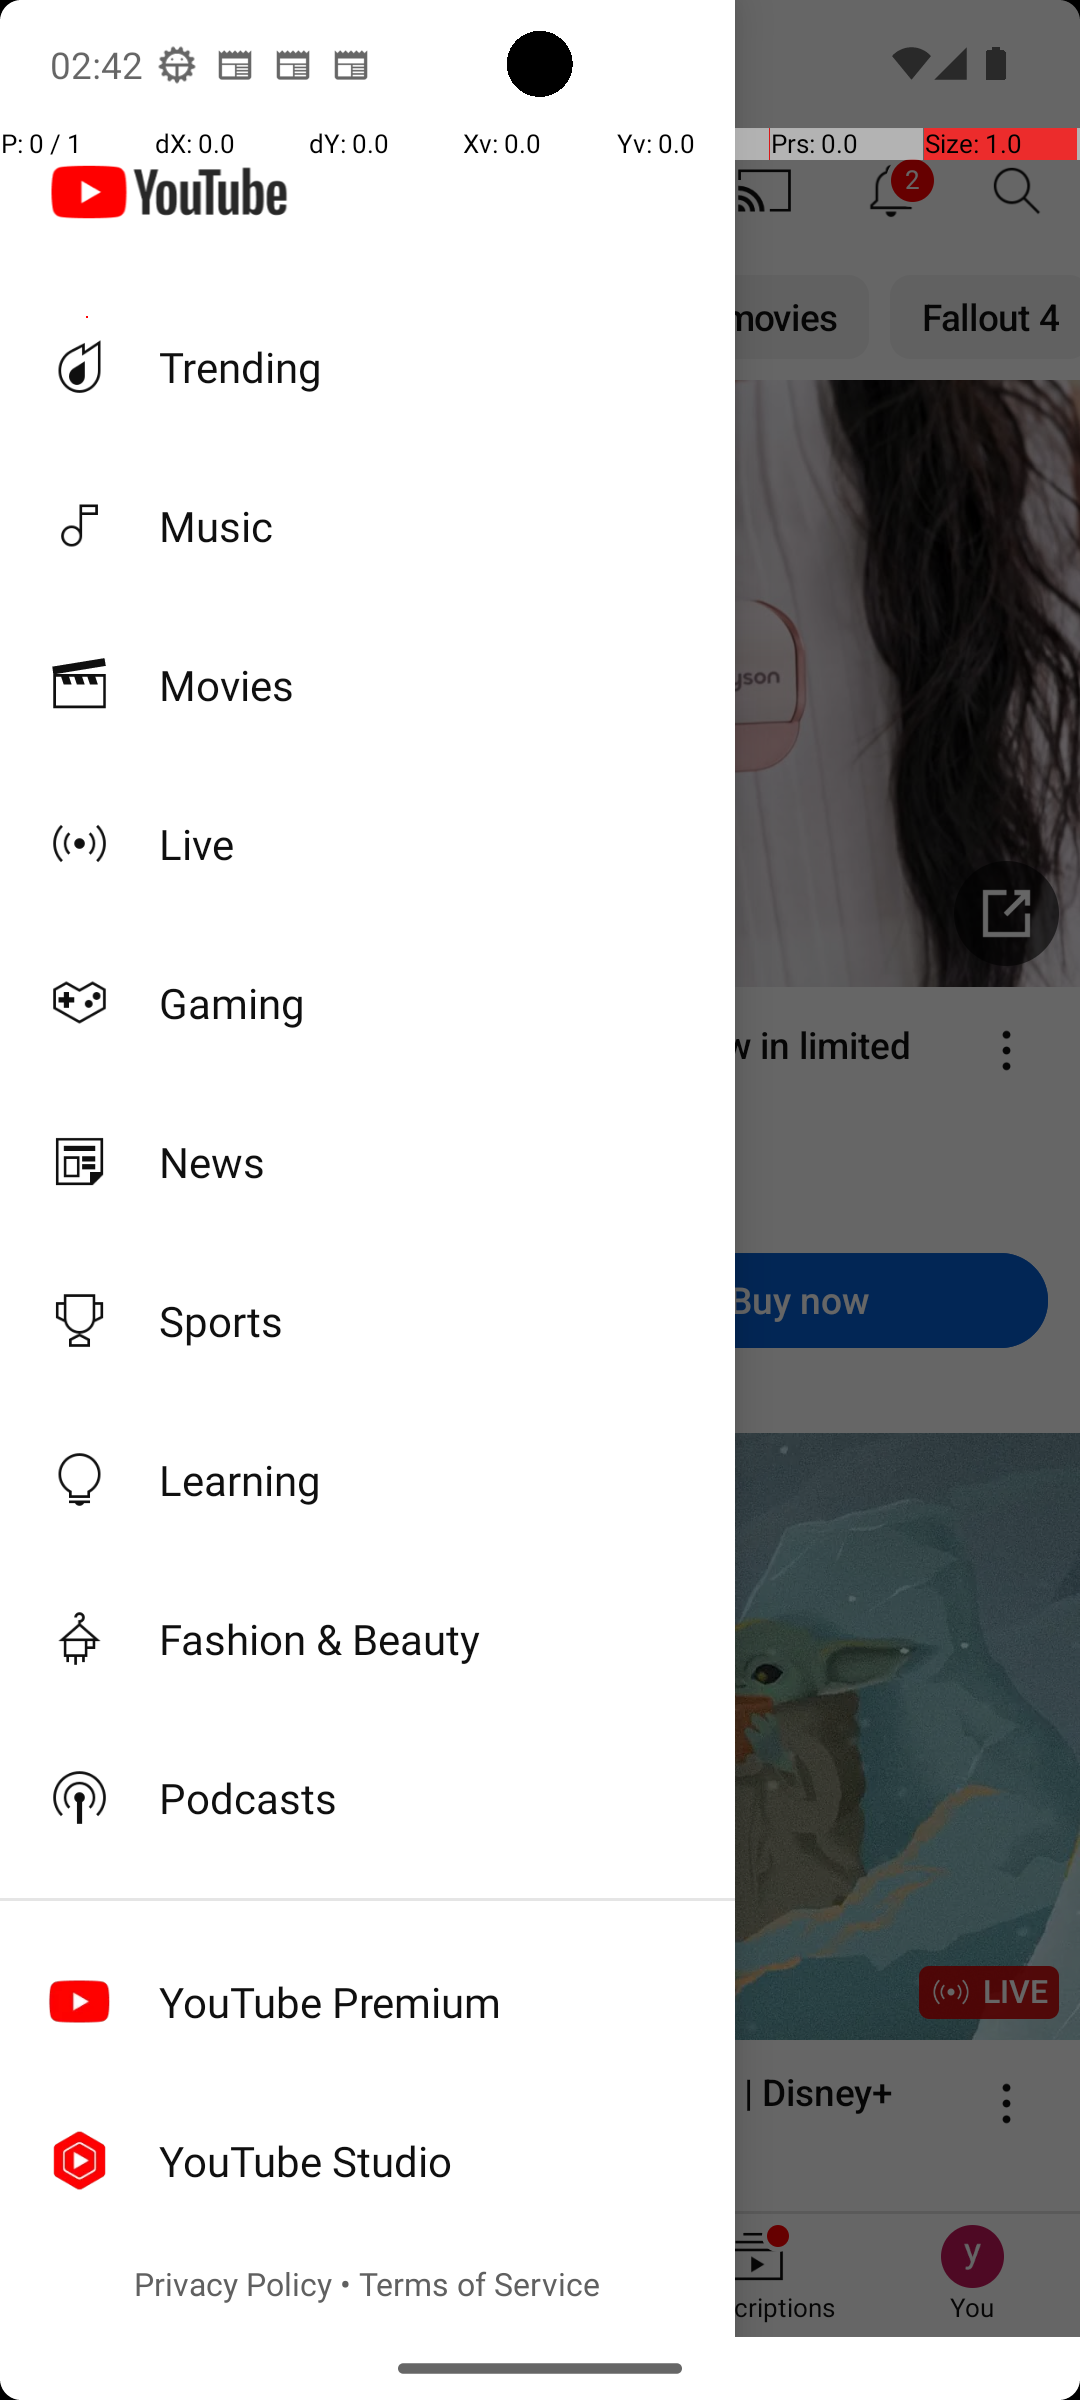 02:42
P: 0 / 1 dX: 0.0 dY: 0.0 Xv: 0.0 Yv: 0.0 Prs: 0.0 Size: 1.0
YouTube 2
movies Fallout 4
Trending
Music
Movies
yson
Live
Gaming
w in limited
News
Buy now
Sports
Learning
Fashion & Beauty
Podcasts
LIVE
YouTube Premium
| Disney+
YouTube Studio
y
Privacy Policy • Terms of Service
criptions You